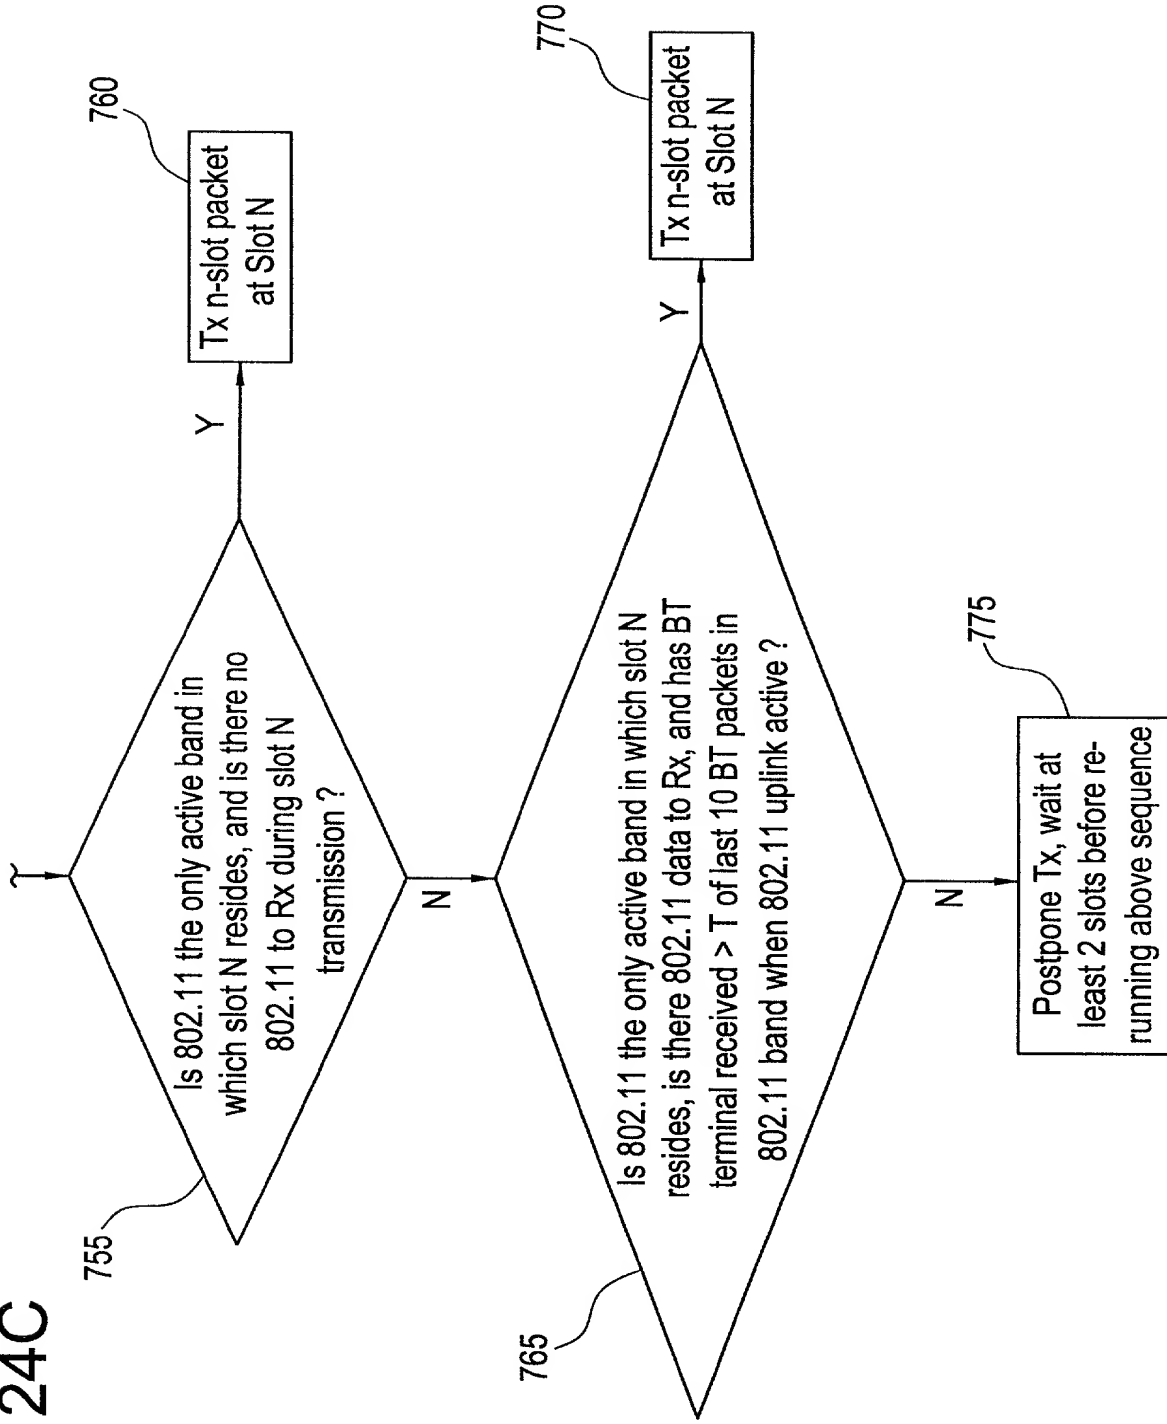 24C
755
Is 802.11 the only active band in
which slot N resides, and is there no
802.11 to Rx during slot N
transmission ?
Y
760
Tx n-slot packet
at Slot N
N
765
Is 802.11 the only active band in which slot N
resides, is there 802.11 data to Rx, and has BT
terminal received > T of last 10 BT packets in
802.11 band when 802.11 uplink active ?
Y
770
Tx n-slot packet
at Slot N
N
775
Postpone Tx, wait at
least 2 slots before re-
running above sequence